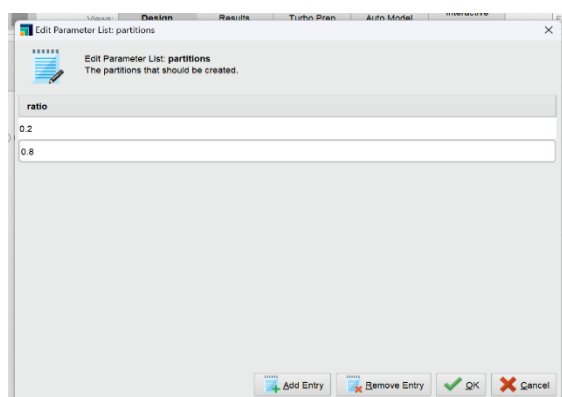 Views: Design Results Turbo Prep Auto Model Interactive
Edit Parameter List: partitions
Edit Parameter List: partitions
The partitions that should be created.
ratio
0.2
0.8
Add Entry Remove Entry OK Cancel